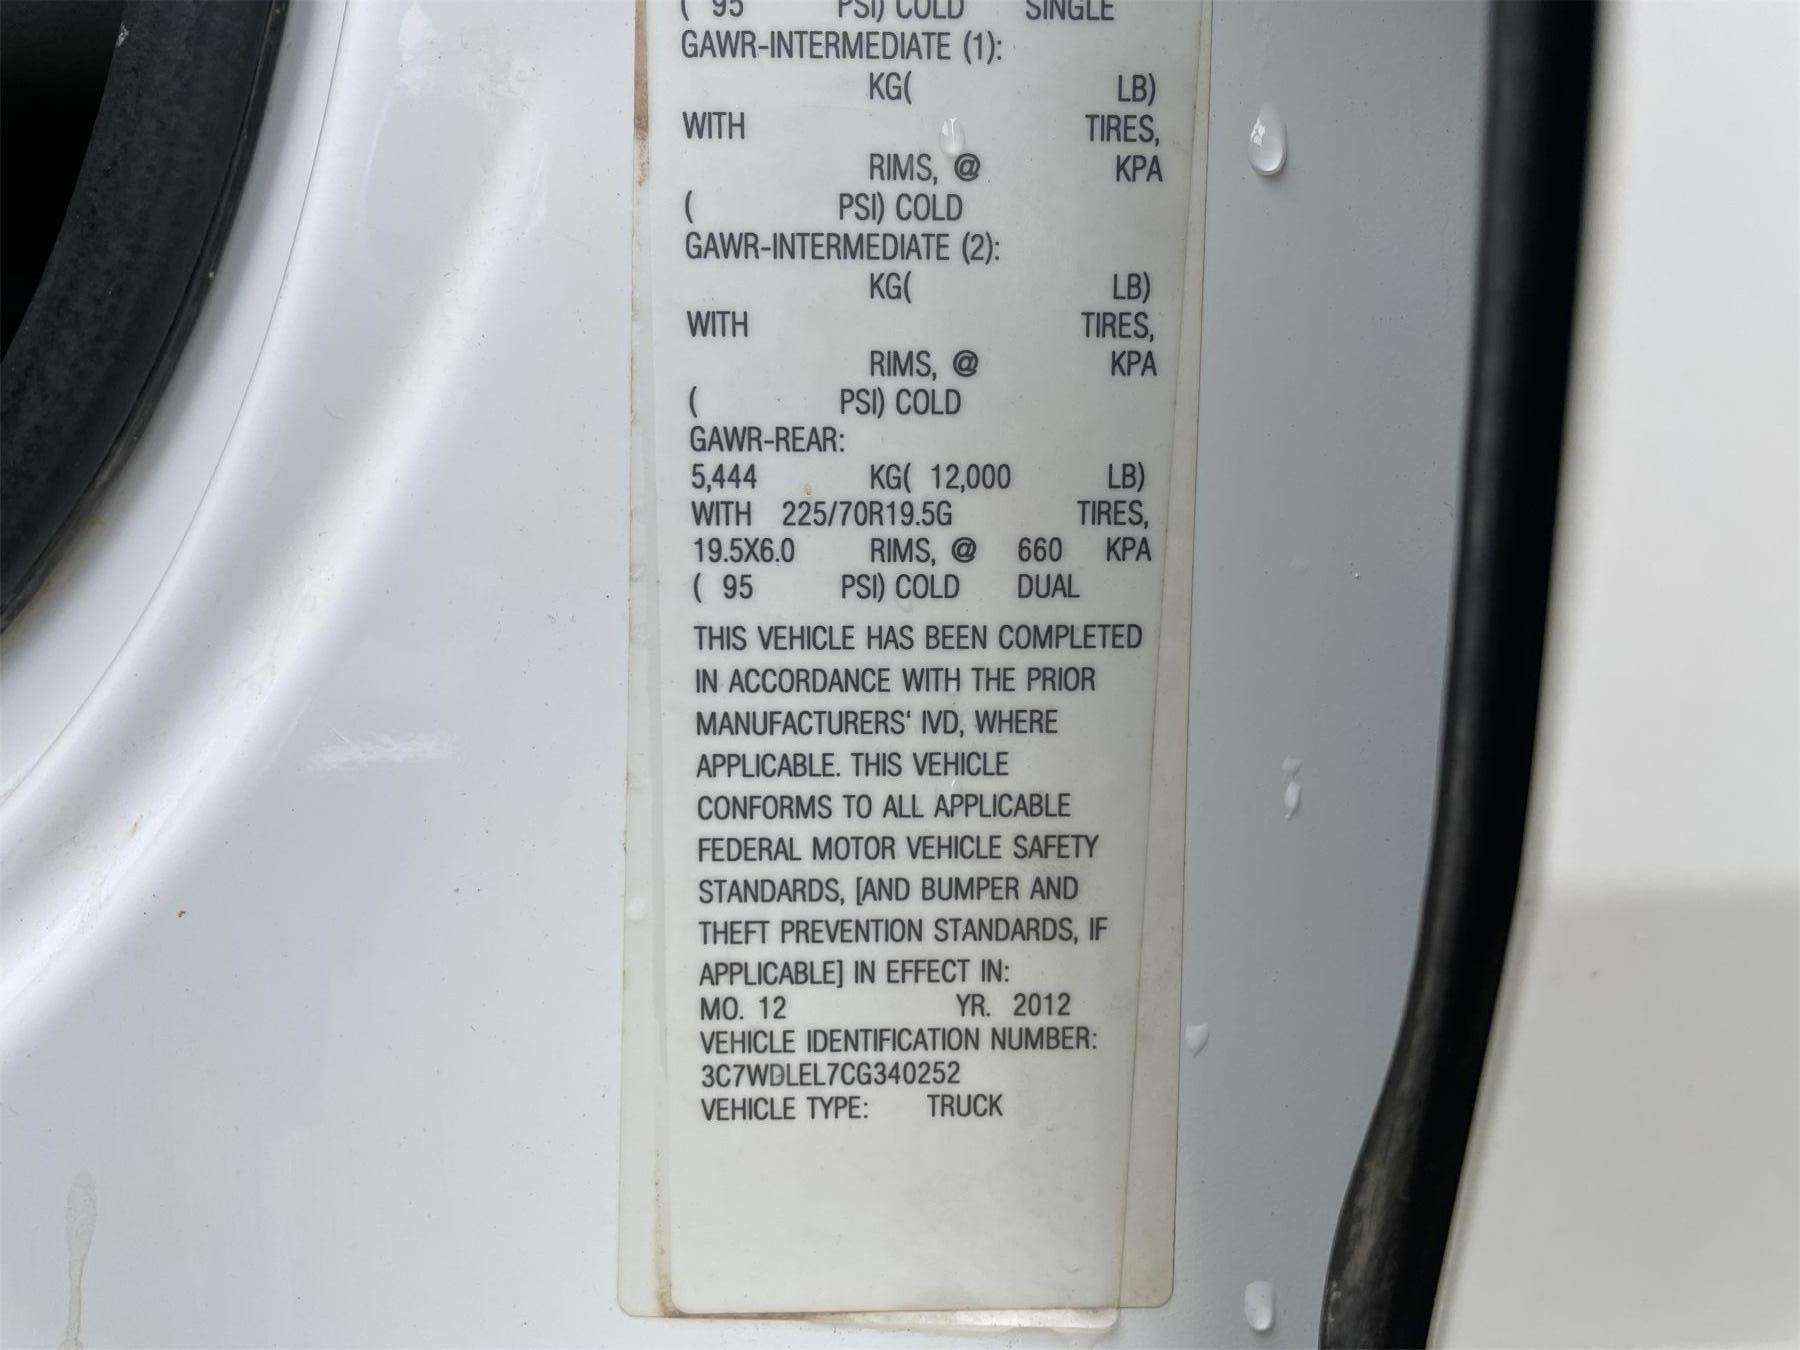 ( 95 PSI) COLD SINGLE
GAWR-INTERMEDIATE (1):
KG( LB)
WITH TIRES,
RIMS, @ KPA
( PSI) COLD
GAWR-INTERMEDIATE (2):
KG( LB)
WITH TIRES,
RIMS, @ KPA
( PSI) COLD
GAWR-REAR:
5,444 KG( 12,000 LB)
WITH 225/70R19.5G TIRES,
19.5X6.0 RIMS, @ 660 KPA
( 95 PSI) COLD DUAL
THIS VEHICLE HAS BEEN COMPLETED
IN ACCORDANCE WITH THE PRIOR
MANUFACTURERS' IVD, WHERE
APPLICABLE. THIS VEHICLE
CONFORMS TO ALL APPLICABLE
FEDERAL MOTOR VEHICLE SAFETY
STANDARDS, [AND BUMPER AND
THEFT PREVENTION STANDARDS, IF
APPLICABLE] IN EFFECT IN:
MO. 12 YR. 2012
VEHICLE IDENTIFICATION NUMBER:
3C7WDLEL7CG340252
VEHICLE TYPE: TRUCK